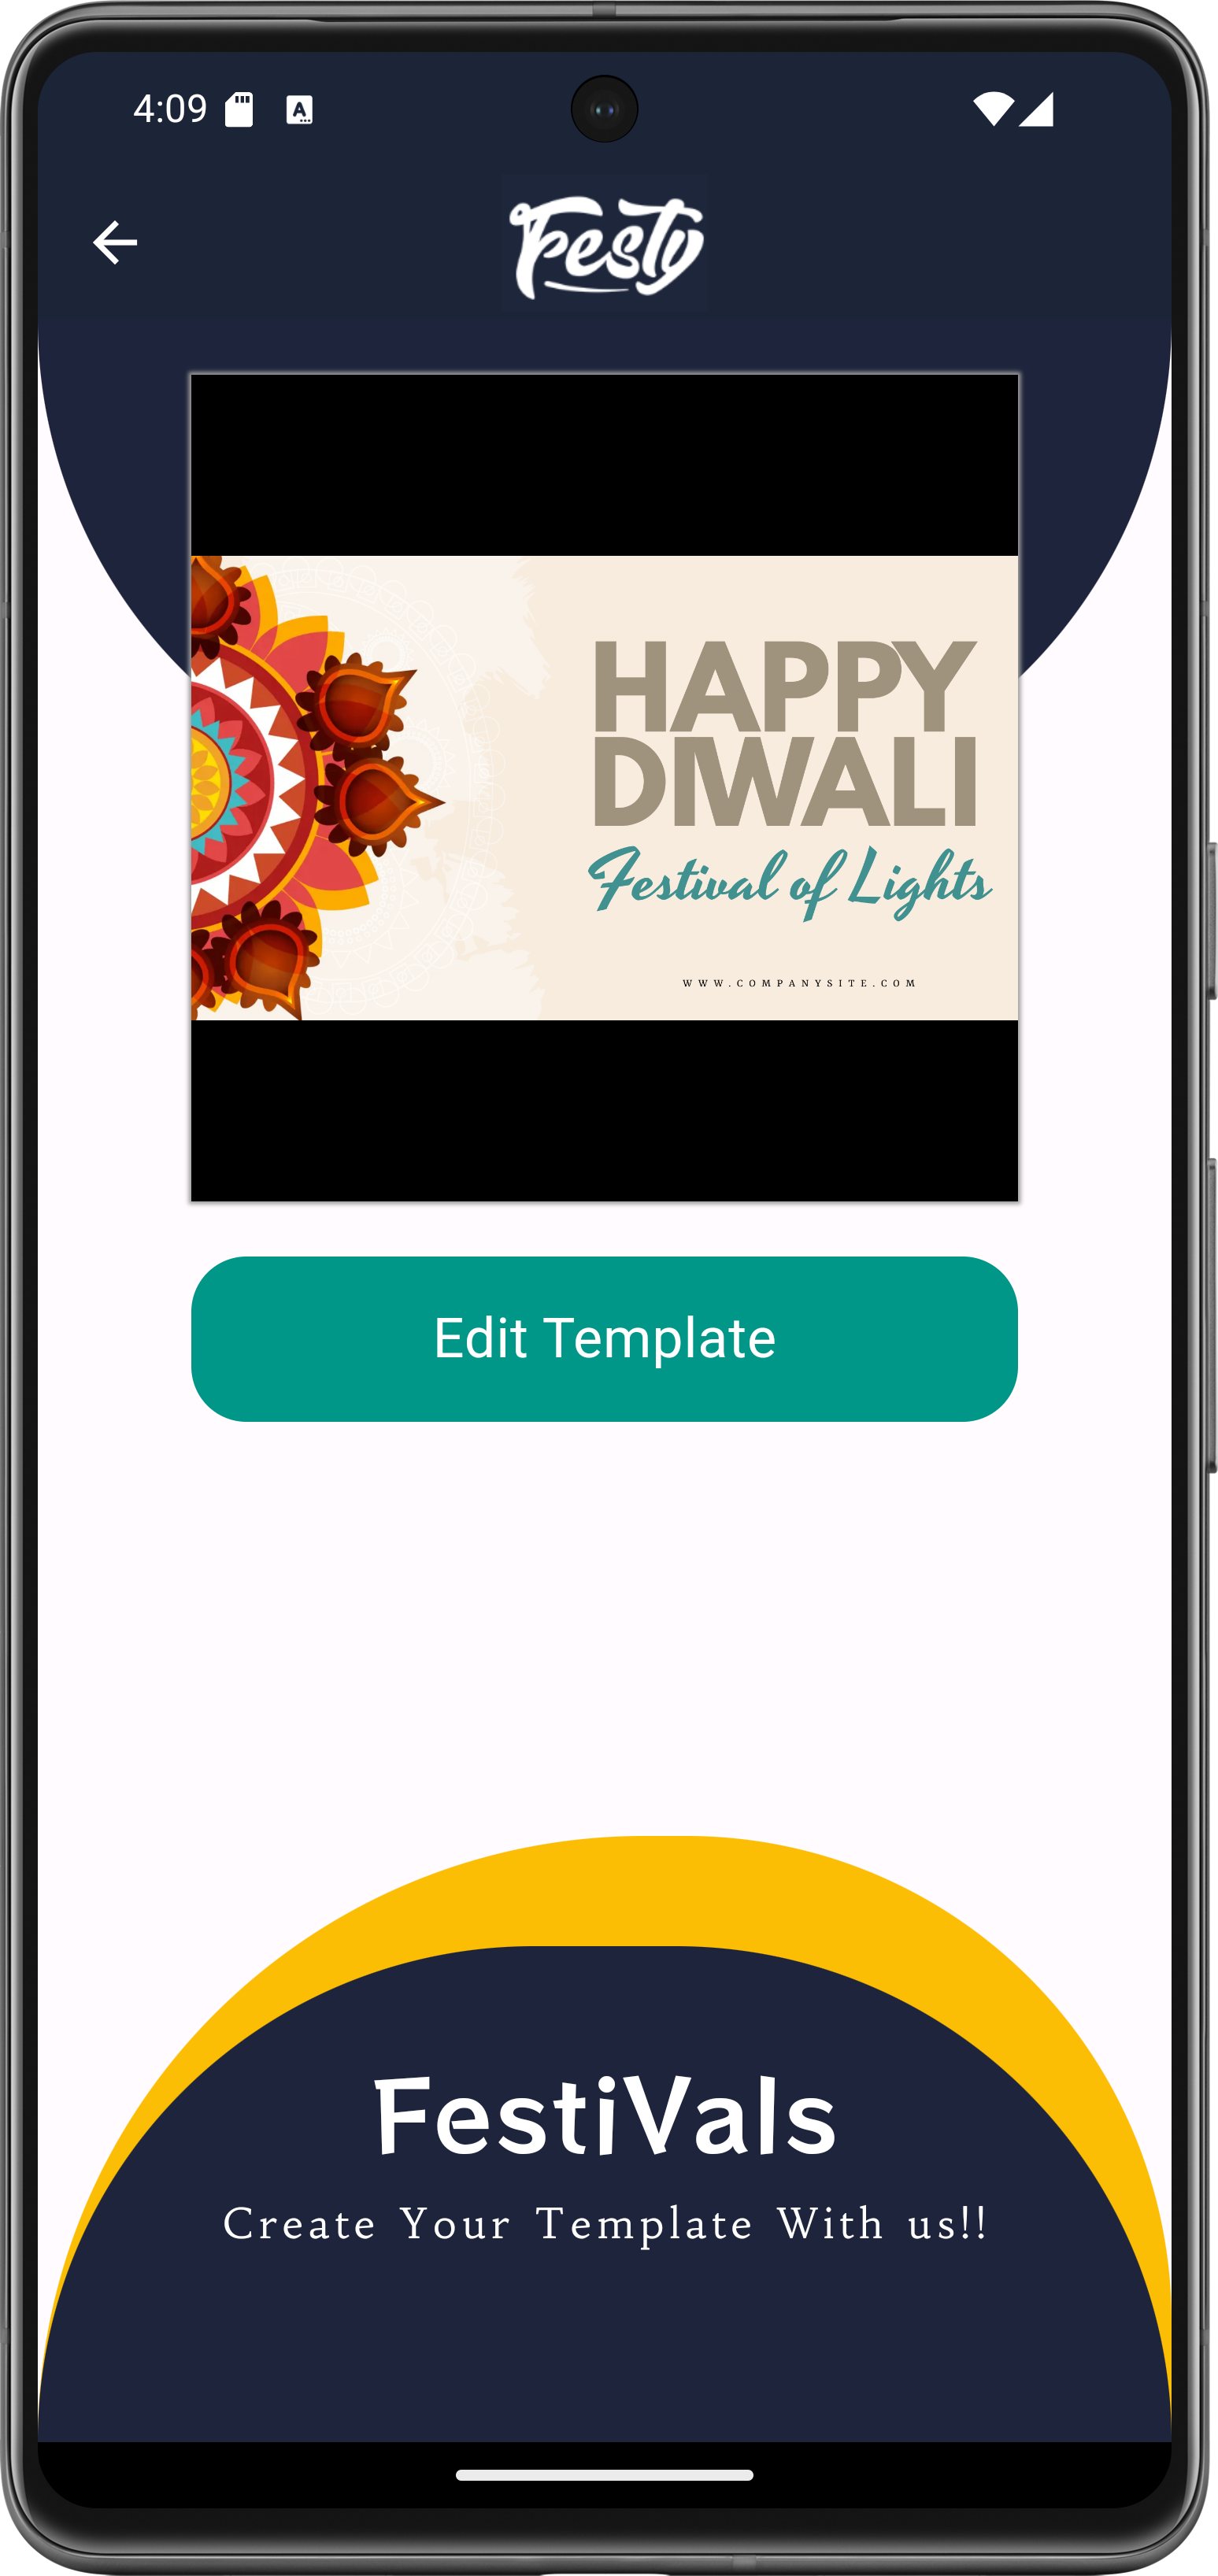 4:09
A
Festy
HAPPY
DIWALI
Festival of Lights
WWW.COMPANYSITE.COM
Edit Template
FestiVals
Create Your Template With us!!